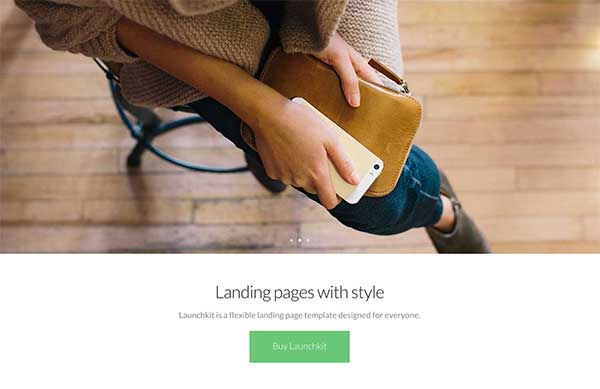 Landing pages with style
Launchkit is a flexible landing page template designed for everyone.
Buy Launchkit